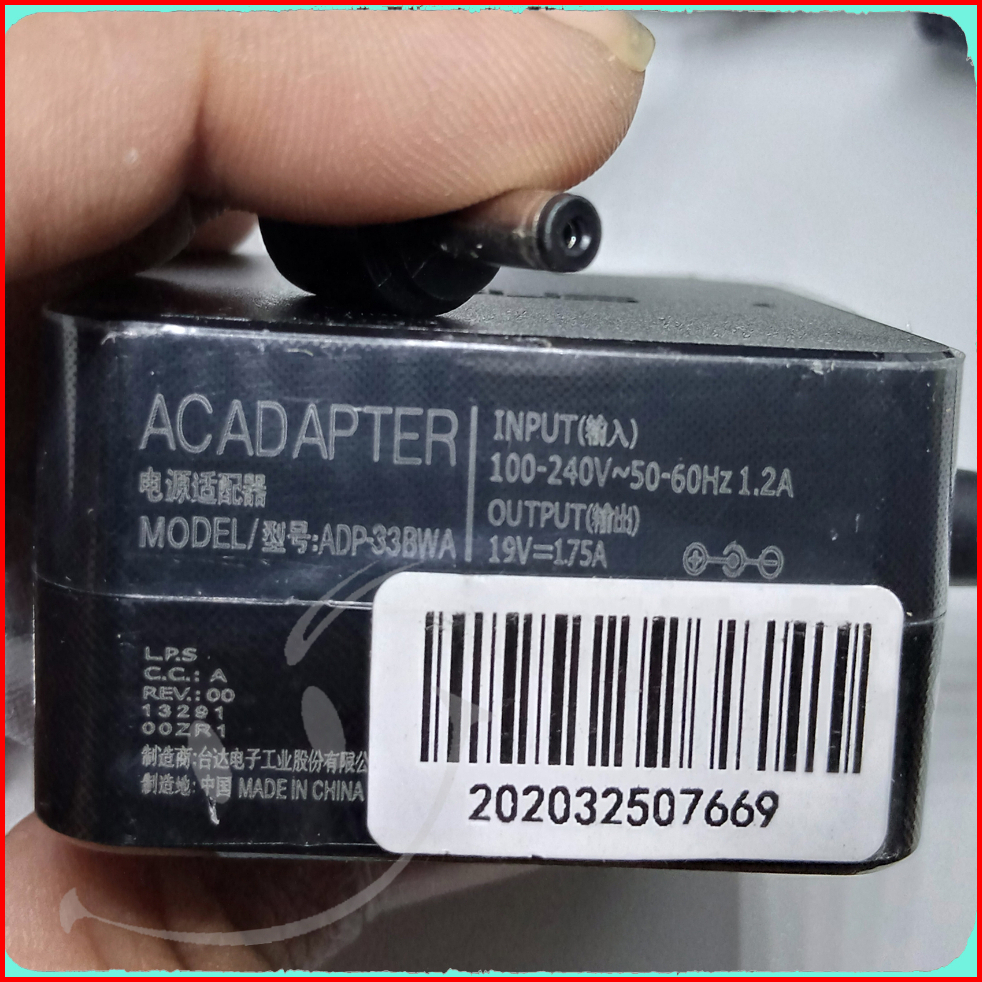 AC ADAPTER
电源适配器
MODEL/型号:ADP-33BWA
INPUT(输入)
100-240V~50-60Hz 1.2A
OUTPUT(输出)
19V=1.75A
L.P.S
C.C.: A
REV.: 00
13291
00ZR1
制造商:台达电子工业股份有限公
制造地: 中国 MADE IN CHINA
202032507669